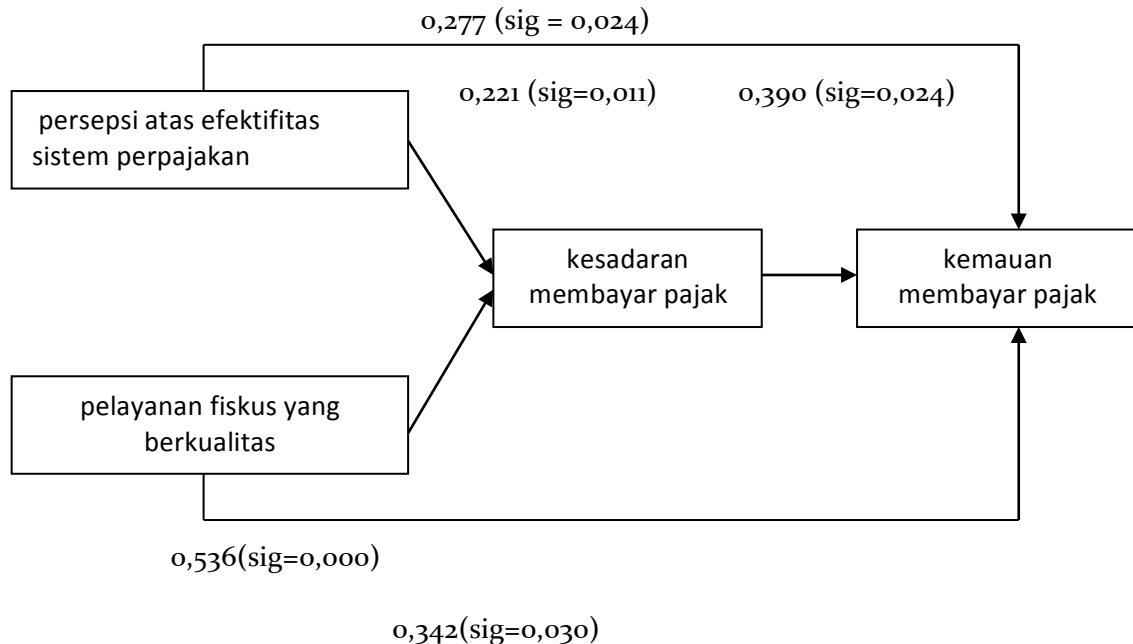 0,277 (sig = 0,024)
0,221 (sig=0,011)
0,390 (sig=0,024)
persepsi atas efektifitas
sistem perpajakan
kesadaran
membayar pajak
kemauan
membayar pajak
pelayanan fiskus yang
berkualitas
0,536(sig=0,000)
0,342(sig=0,030)